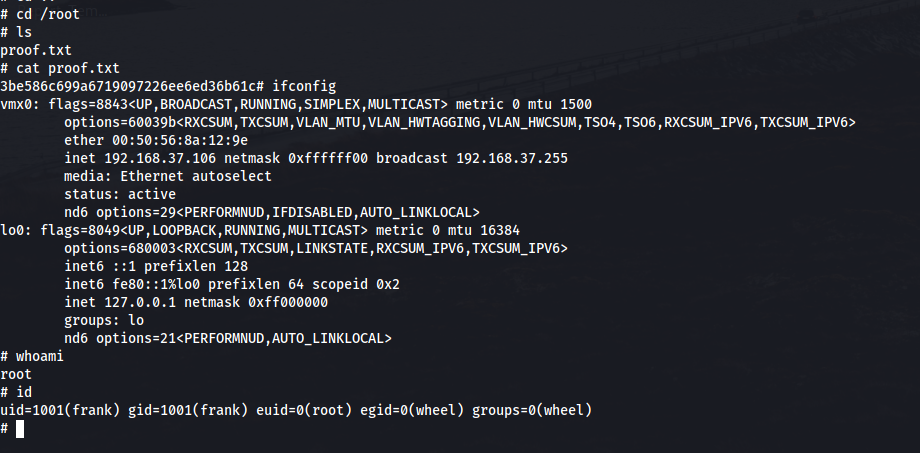 # cd /root
# ls
proof.txt
# cat proof.txt
3be586c699a6719097226ee6ed36b61c# ifconfig
vmx0: flags=8843<UP,BROADCAST,RUNNING,SIMPLEX,MULTICAST> metric 0 mtu 1500
options=60039b<RXCSUM,TXCSUM,VLAN_MTU,VLAN_HWTAGGING,VLAN_HWCSUM,TSO4,TSO6,RXCSUM_IPV6,TXCSUM_IPV6>
ether 00:50:56:8a:12:9e
inet 192.168.37.106 netmask 0xffffff00 broadcast 192.168.37.255
media: Ethernet autoselect
status: active
nd6 options=29<PERFORMNUD,IFDISABLED,AUTO_LINKLOCAL>
lo0: flags=8049<UP,LOOPBACK,RUNNING,MULTICAST> metric 0 mtu 16384
options=680003<RXCSUM,TXCSUM,LINKSTATE,RXCSUM_IPV6,TXCSUM_IPV6>
inet6 ::1 prefixlen 128
inet6 fe80::1%lo0 prefixlen 64 scopeid 0x2
inet 127.0.0.1 netmask 0xff000000
groups: lo
nd6 options=21<PERFORMNUD,AUTO_LINKLOCAL>
# whoami
root
# id
uid=1001(frank) gid=1001(frank) euid=0(root) egid=0(wheel) groups=0(wheel)
#